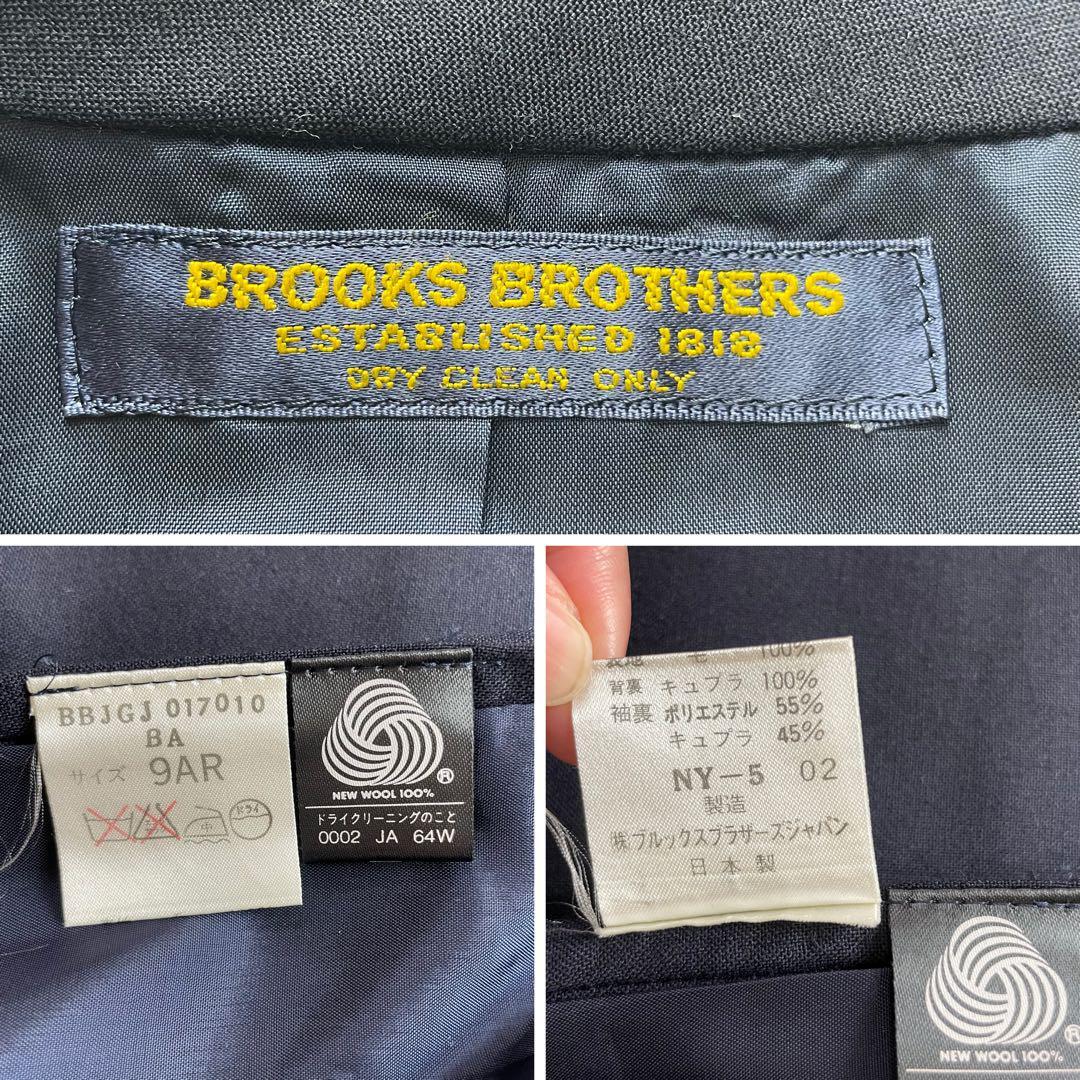 BROOKS BROTHERS
ESTABLISHED 1818
DRY CLEAN ONLY
BBJGJ 017010
BA
サイズ 9AR
中 ドライ
NEW WOOL 100%
ドライクリーニングのこと
0002 JA 64W
表地 毛 100%
背裏 キュプラ 100%
袖裏 ポリエステル 55%
キュプラ 45%
NY-5 02
製造
㈱ブルックスブラザーズジャパン
日本製
NEW WOOL 100%